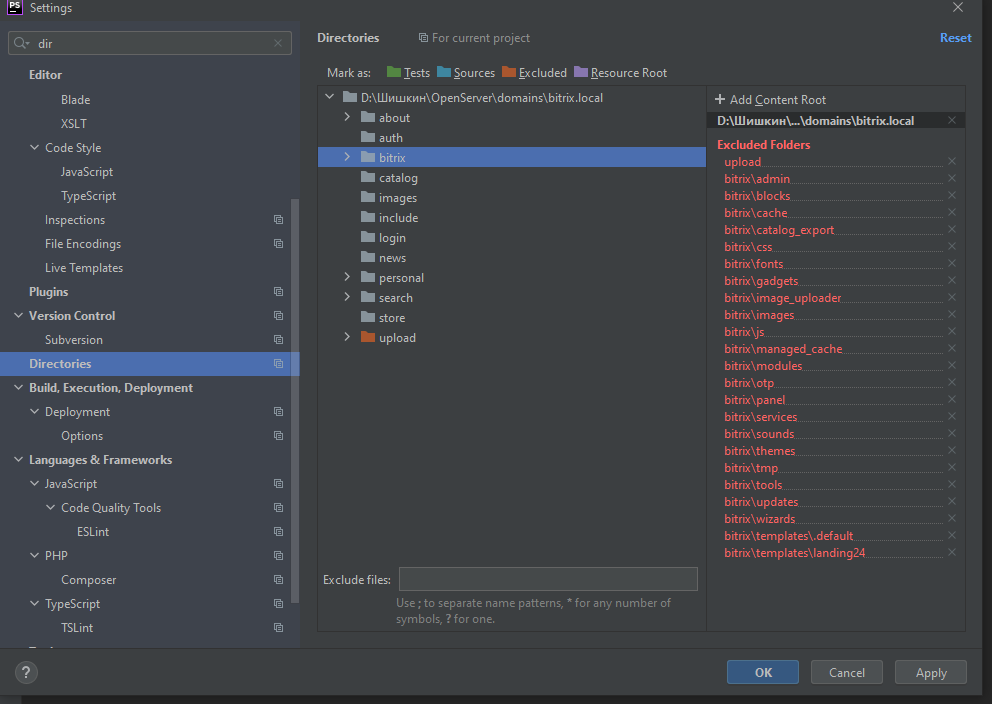 PS Settings
dir
Editor
Blade
XSLT
Code Style
JavaScript
TypeScript
Inspections
File Encodings
Live Templates
Plugins
Version Control
Subversion
Directories
Build, Execution, Deployment
Deployment
Options
Languages & Frameworks
JavaScript
Code Quality Tools
ESLint
PHP
Composer
TypeScript
TSLint
Directories For current project Reset
Mark as: Tests Sources Excluded Resource Root
D:\Шишкин\OpenServer\domains\bitrix.local
about
auth
bitrix
catalog
images
include
login
news
personal
search
store
upload
Exclude files:
Use ; to separate name patterns, * for any number of
symbols, ? for one.
+ Add Content Root
D:\Шишкин\...\domains\bitrix.local
Excluded Folders
upload
bitrix\admin
bitrix\blocks
bitrix\cache
bitrix\catalog_export
bitrix\css
bitrix\fonts
bitrix\gadgets
bitrix\image_uploader
bitrix\images
bitrix\js
bitrix\managed_cache
bitrix\modules
bitrix\otp
bitrix\panel
bitrix\services
bitrix\sounds
bitrix\themes
bitrix\tmp
bitrix\tools
bitrix\updates
bitrix\wizards
bitrix\templates\.default
bitrix\templates\landing24
? OK Cancel Apply